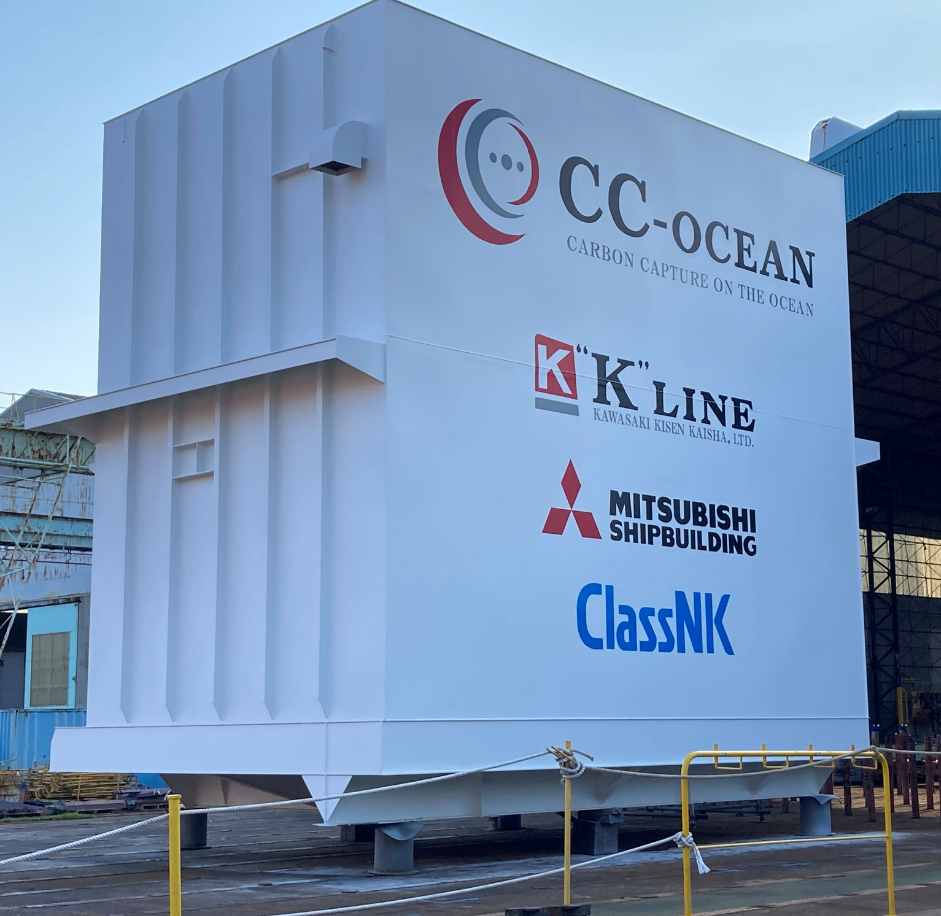 CC-OCEAN
CARBON CAPTURE ON THE OCEAN
K "K" LINE
KAWASAKI KISEN KAISHA, LTD.
MITSUBISHI
SHIPBUILDING
ClassNK